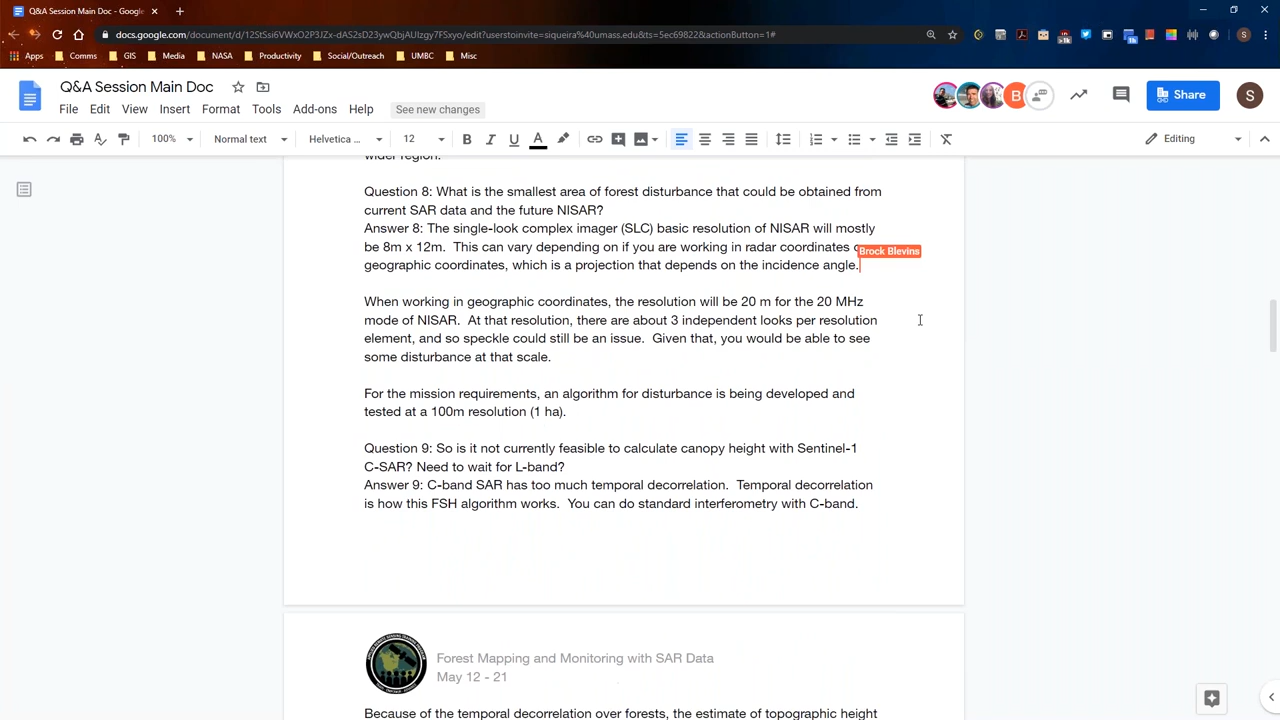 Q&A Session Main Doc - Google
docs.google.com/document/d/12StSsi6VWxO2P3JZx-dAS2sD23ywQbjAUlzgy7FSxyo/edit?userstoinvite=siqueira%40umass.edu&ts=5ec69822&actionButton=1#
S
Apps Comms GIS Media NASA Productivity Social/Outreach UMBC Misc
Q&A Session Main Doc
B
Share
S
File Edit View Insert Format Tools Add-ons Help See new changes
100% Normal text Helvetica ... 12 B I U A Editing
wider region.
Question 8: What is the smallest area of forest disturbance that could be obtained from
current SAR data and the future NISAR?
Answer 8: The single-look complex imager (SLC) basic resolution of NISAR will mostly
be 8m x 12m.  This can vary depending on if you are working in radar coordinates
Brock Blevins
geographic coordinates, which is a projection that depends on the incidence angle.
When working in geographic coordinates, the resolution will be 20 m for the 20 MHz
mode of NISAR.  At that resolution, there are about 3 independent looks per resolution
element, and so speckle could still be an issue.  Given that, you would be able to see
some disturbance at that scale.
For the mission requirements, an algorithm for disturbance is being developed and
tested at a 100m resolution (1 ha).
Question 9: So is it not currently feasible to calculate canopy height with Sentinel-1
C-SAR? Need to wait for L-band?
Answer 9: C-band SAR has too much temporal decorrelation.  Temporal decorrelation
is how this FSH algorithm works.  You can do standard interferometry with C-band.
Forest Mapping and Monitoring with SAR Data
May 12 - 21
Because of the temporal decorrelation over forests, the estimate of topographic height